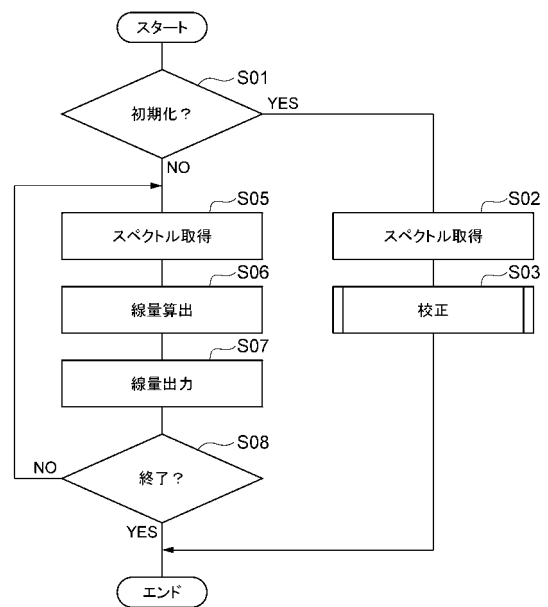 スタート
S01
初期化？
YES
NO
S05
スペクトル取得
S02
スペクトル取得
S06
線量算出
S03
校正
S07
線量出力
S08
NO
終了？
YES
エンド